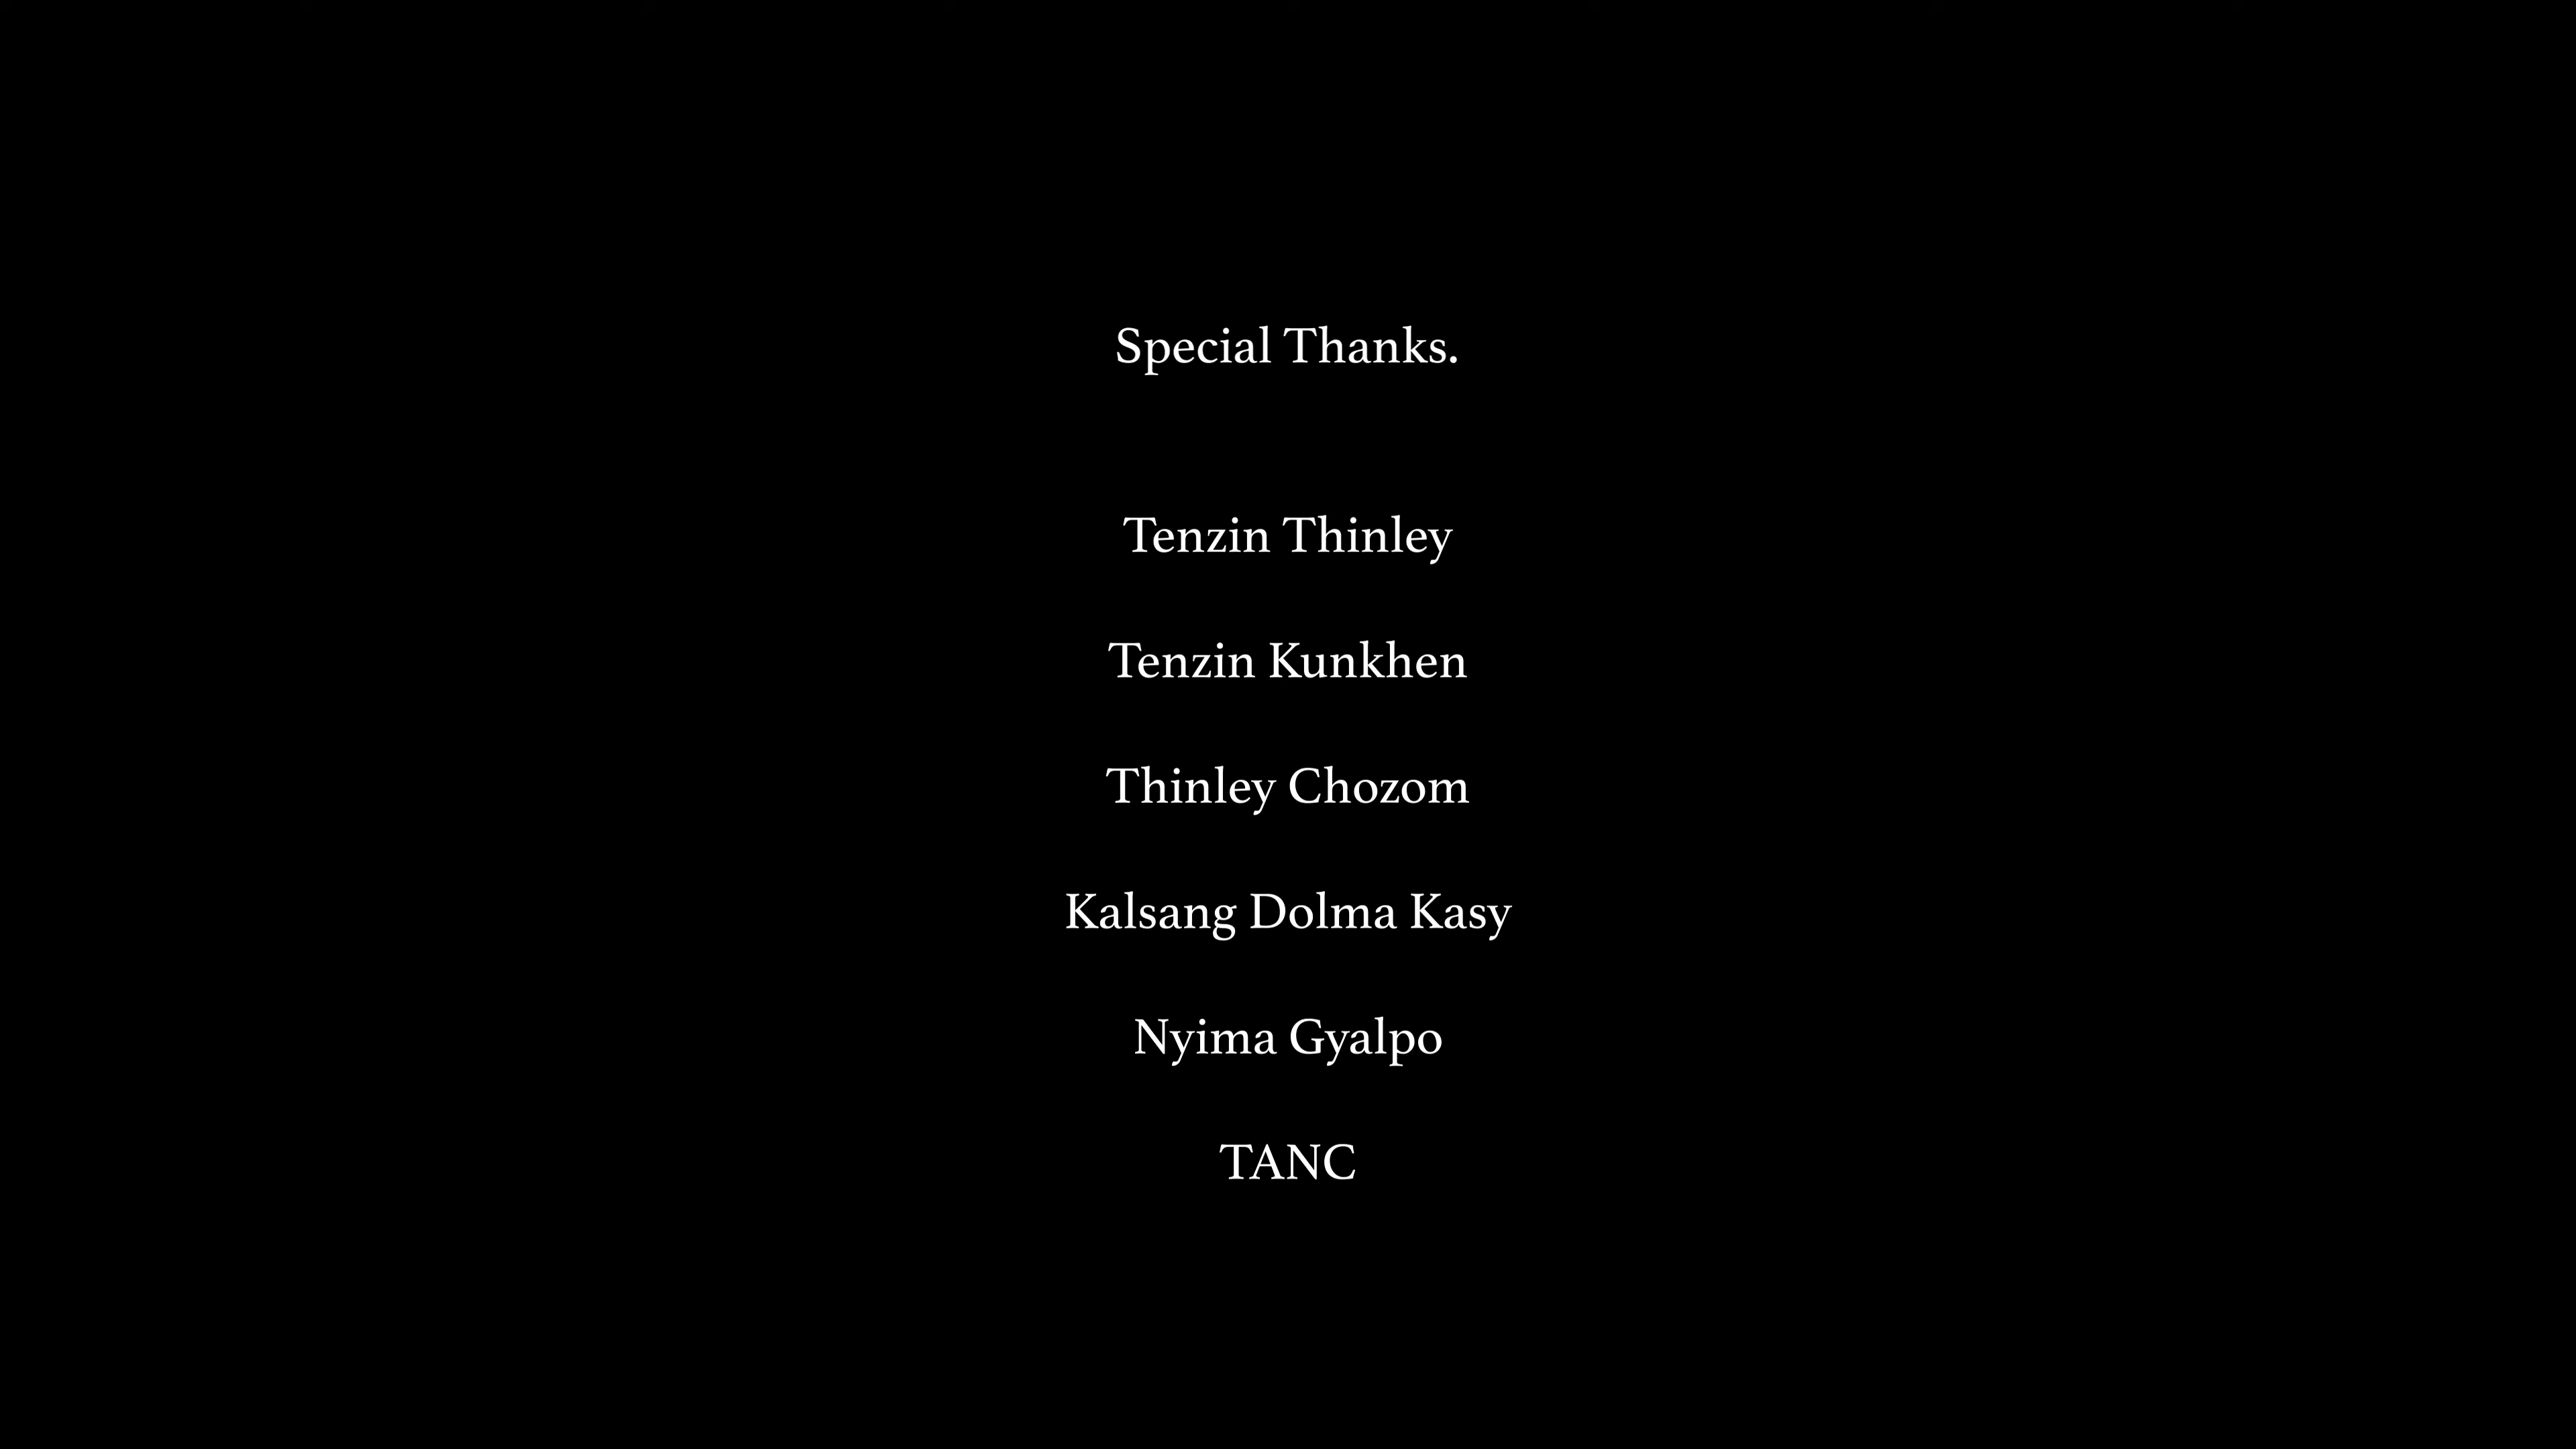 Special Thanks.
Tenzin Thinley
Tenzin Kunkhen
Thinley Chozom
Kalsang Dolma Kasy
Nyima Gyalpo
TANC